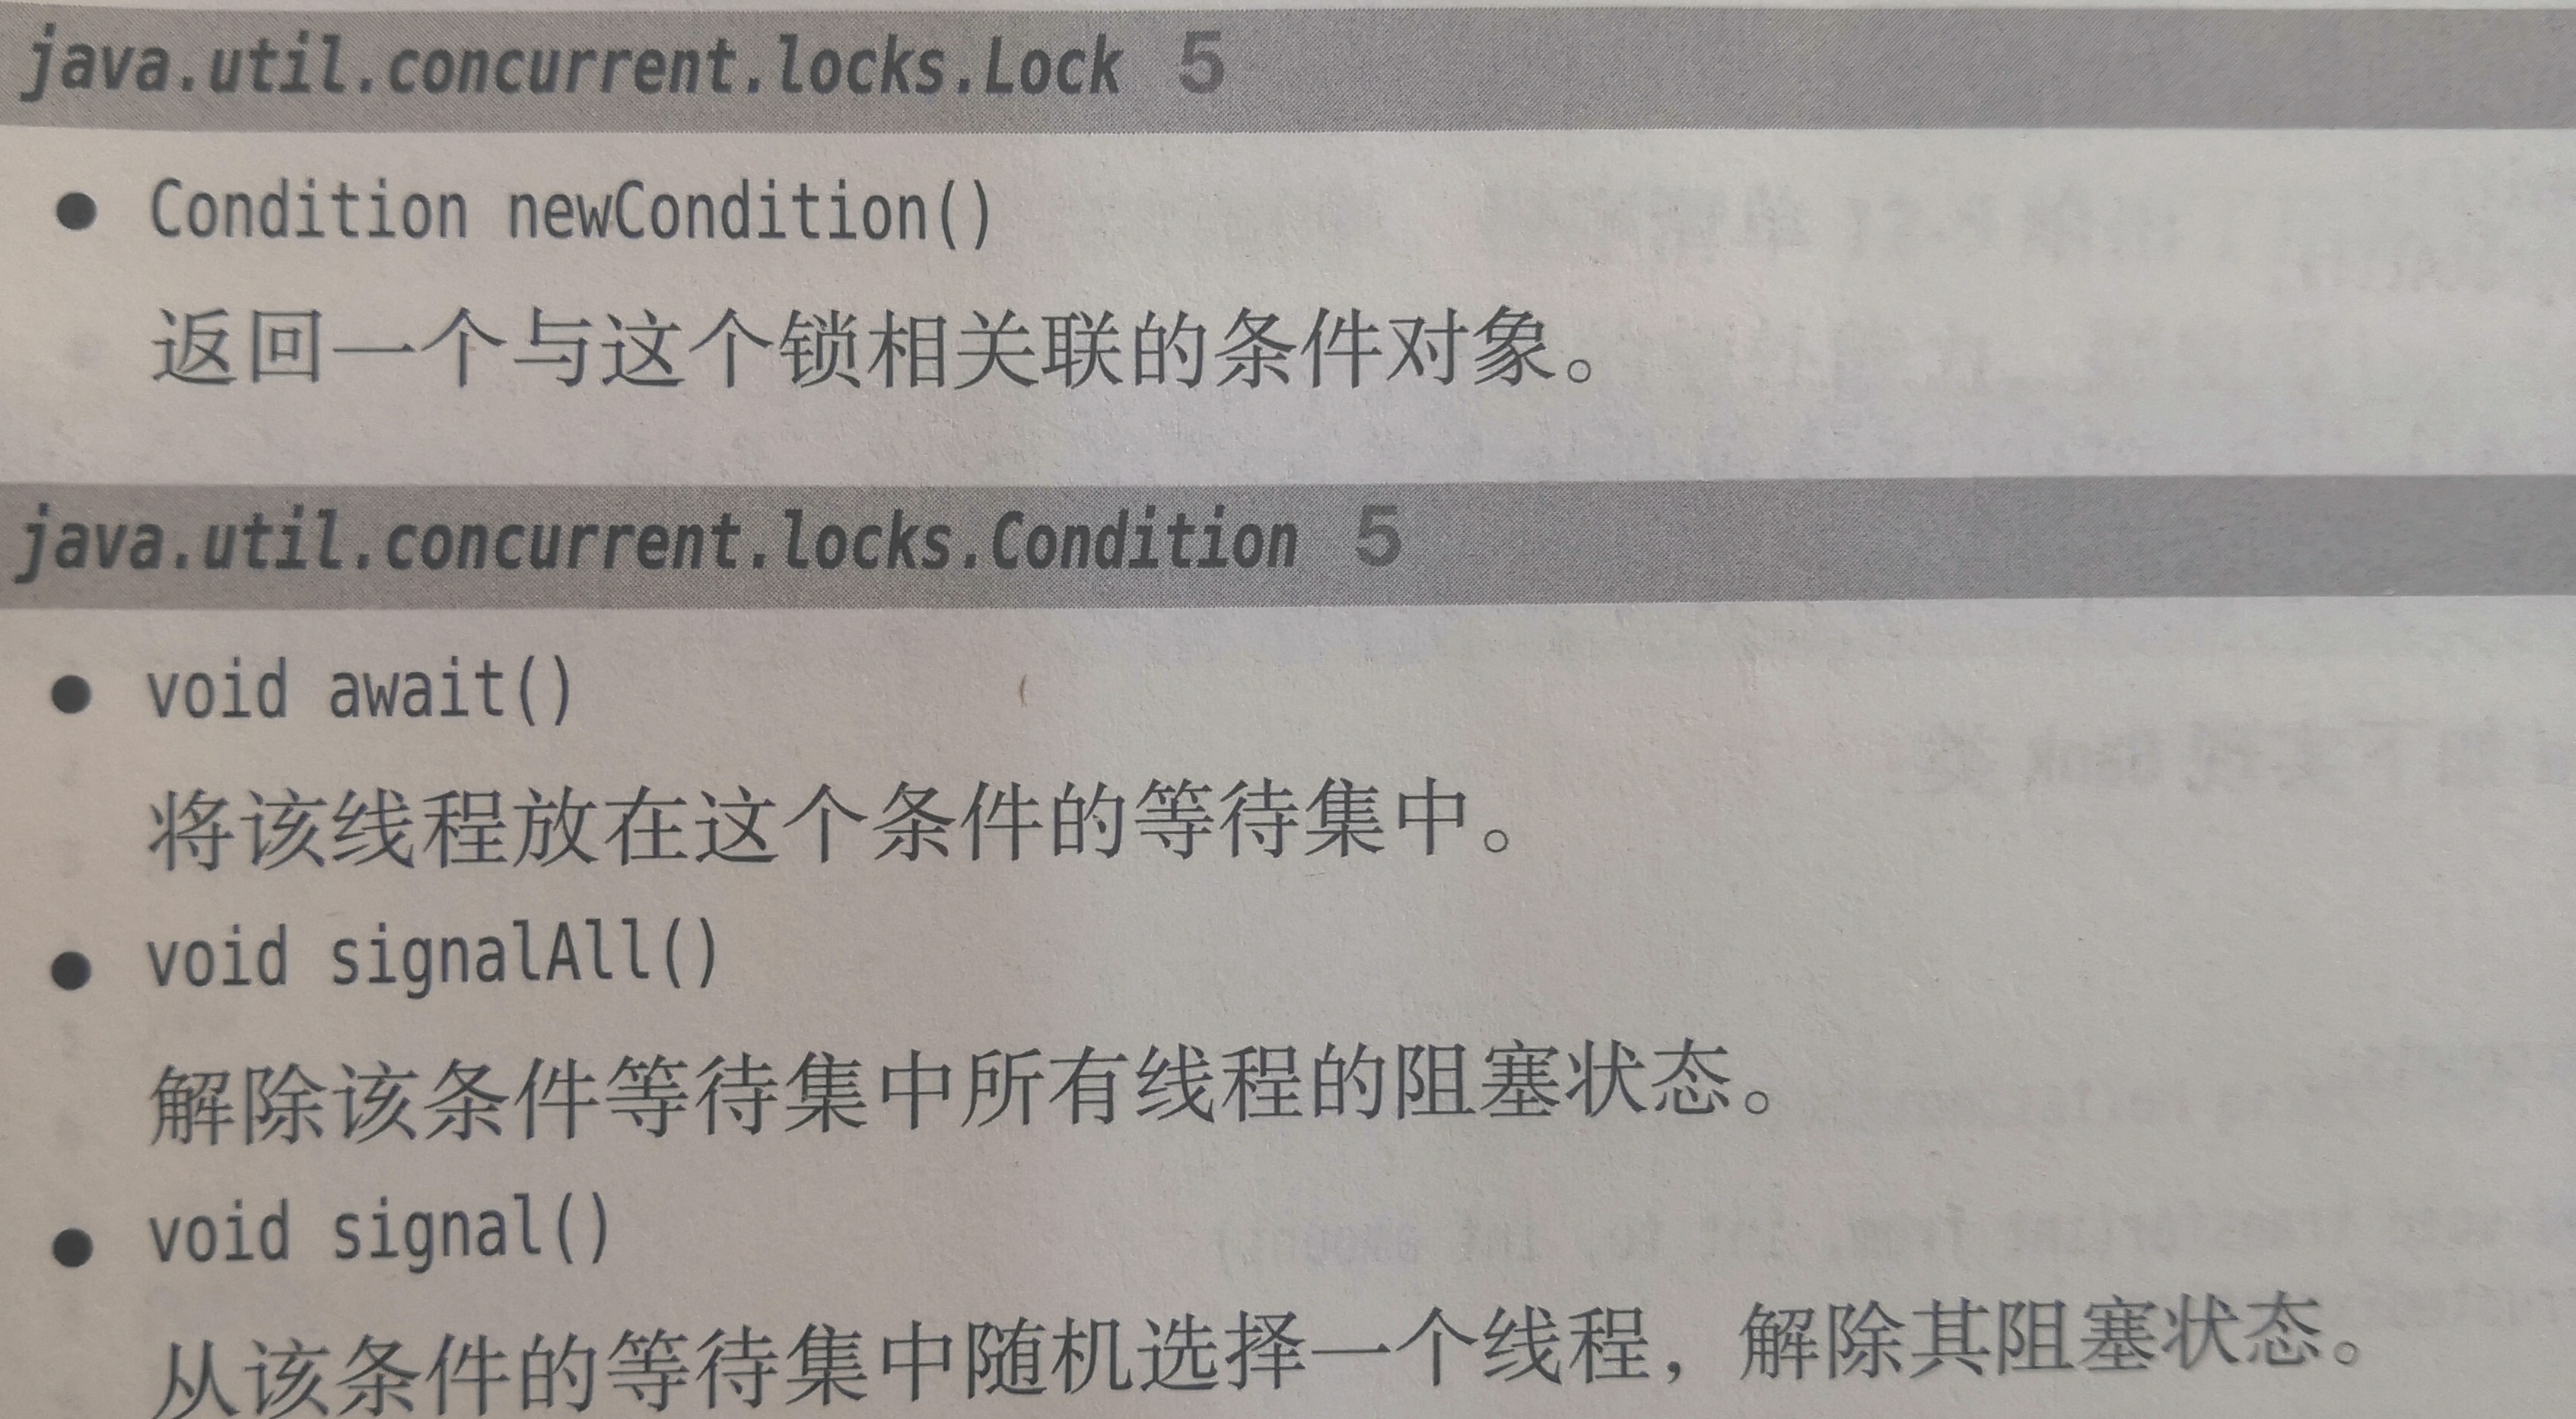 java.util.concurrent.locks.Lock 5
● Condition newCondition()
返回一个与这个锁相关联的条件对象。
java.util.concurrent.locks.Condition 5
● void await()
将该线程放在这个条件的等待集中。
● void signalAll()
解除该条件等待集中所有线程的阻塞状态。
● void signal()
从该条件的等待集中随机选择一个线程，解除其阻塞状态。